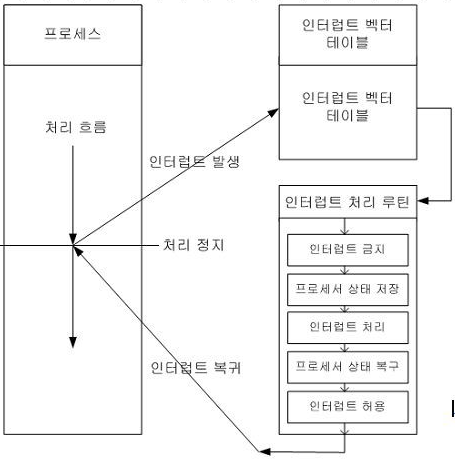 프로세스
처리 흐름
처리 정지
인터럽트 발생
인터럽트 복귀
인터럽트 벡터
테이블
인터럽트 벡터
테이블
인터럽트 처리 루틴
인터럽트 금지
프로세서 상태 저장
인터럽트 처리
프로세서 상태 복구
인터럽트 허용